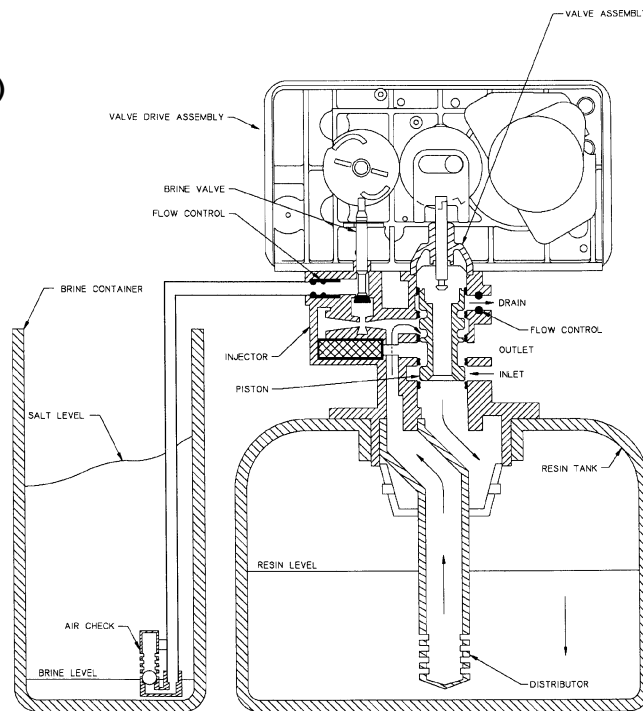 VALVE ASSEMBLY
)
VALVE DRIVE ASSEMBLY
BRINE VALVE
FLOW CONTROL
BRINE CONTAINER
DRAIN
FLOW CONTROL
INJECTOR
OUTLET
INLET
PISTON
SALT LEVEL
RESIN TANK
RESIN LEVEL
AIR CHECK
BRINE LEVEL
DISTRIBUTOR